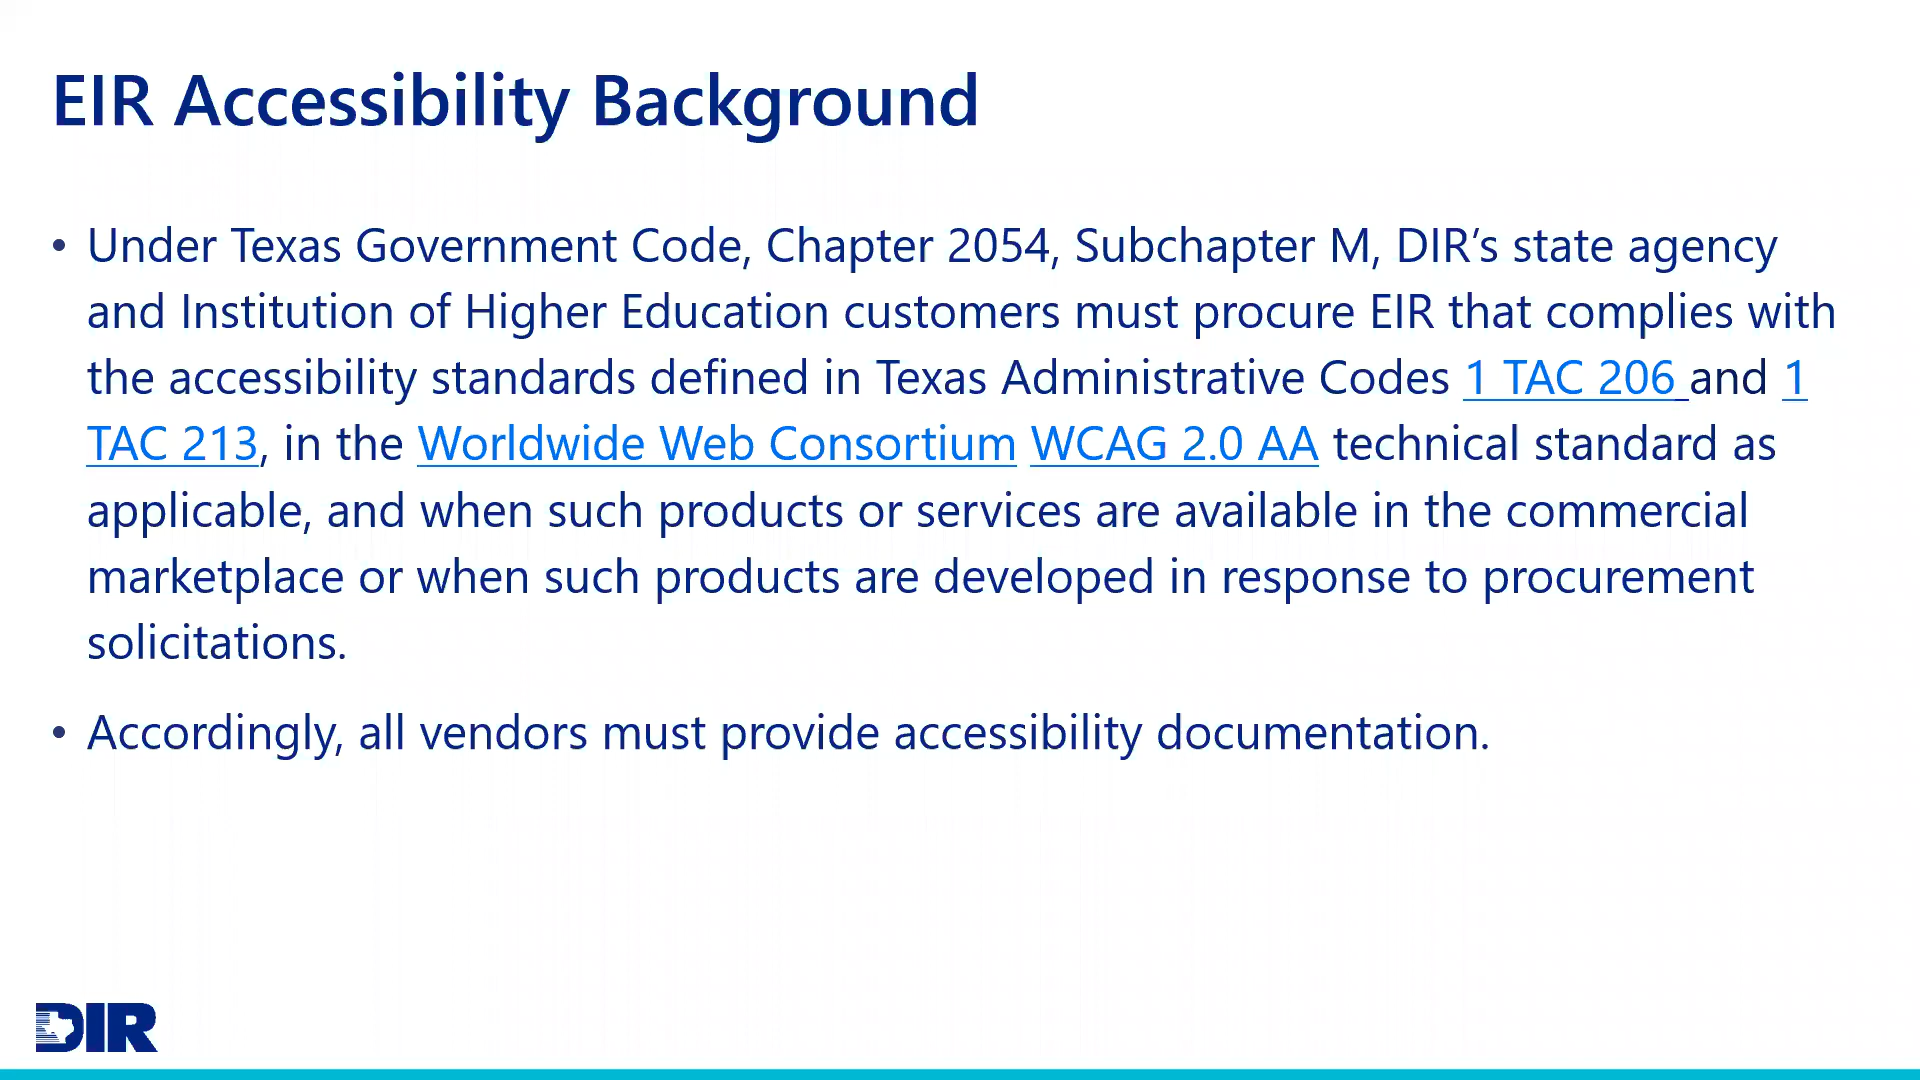 EIR Accessibility Background
• Under Texas Government Code, Chapter 2054, Subchapter M, DIR’s state agency
and Institution of Higher Education customers must procure EIR that complies with
the accessibility standards defined in Texas Administrative Codes 1 TAC 206 and 1
TAC 213, in the Worldwide Web Consortium WCAG 2.0 AA technical standard as
applicable, and when such products or services are available in the commercial
marketplace or when such products are developed in response to procurement
solicitations.
• Accordingly, all vendors must provide accessibility documentation.
DIR